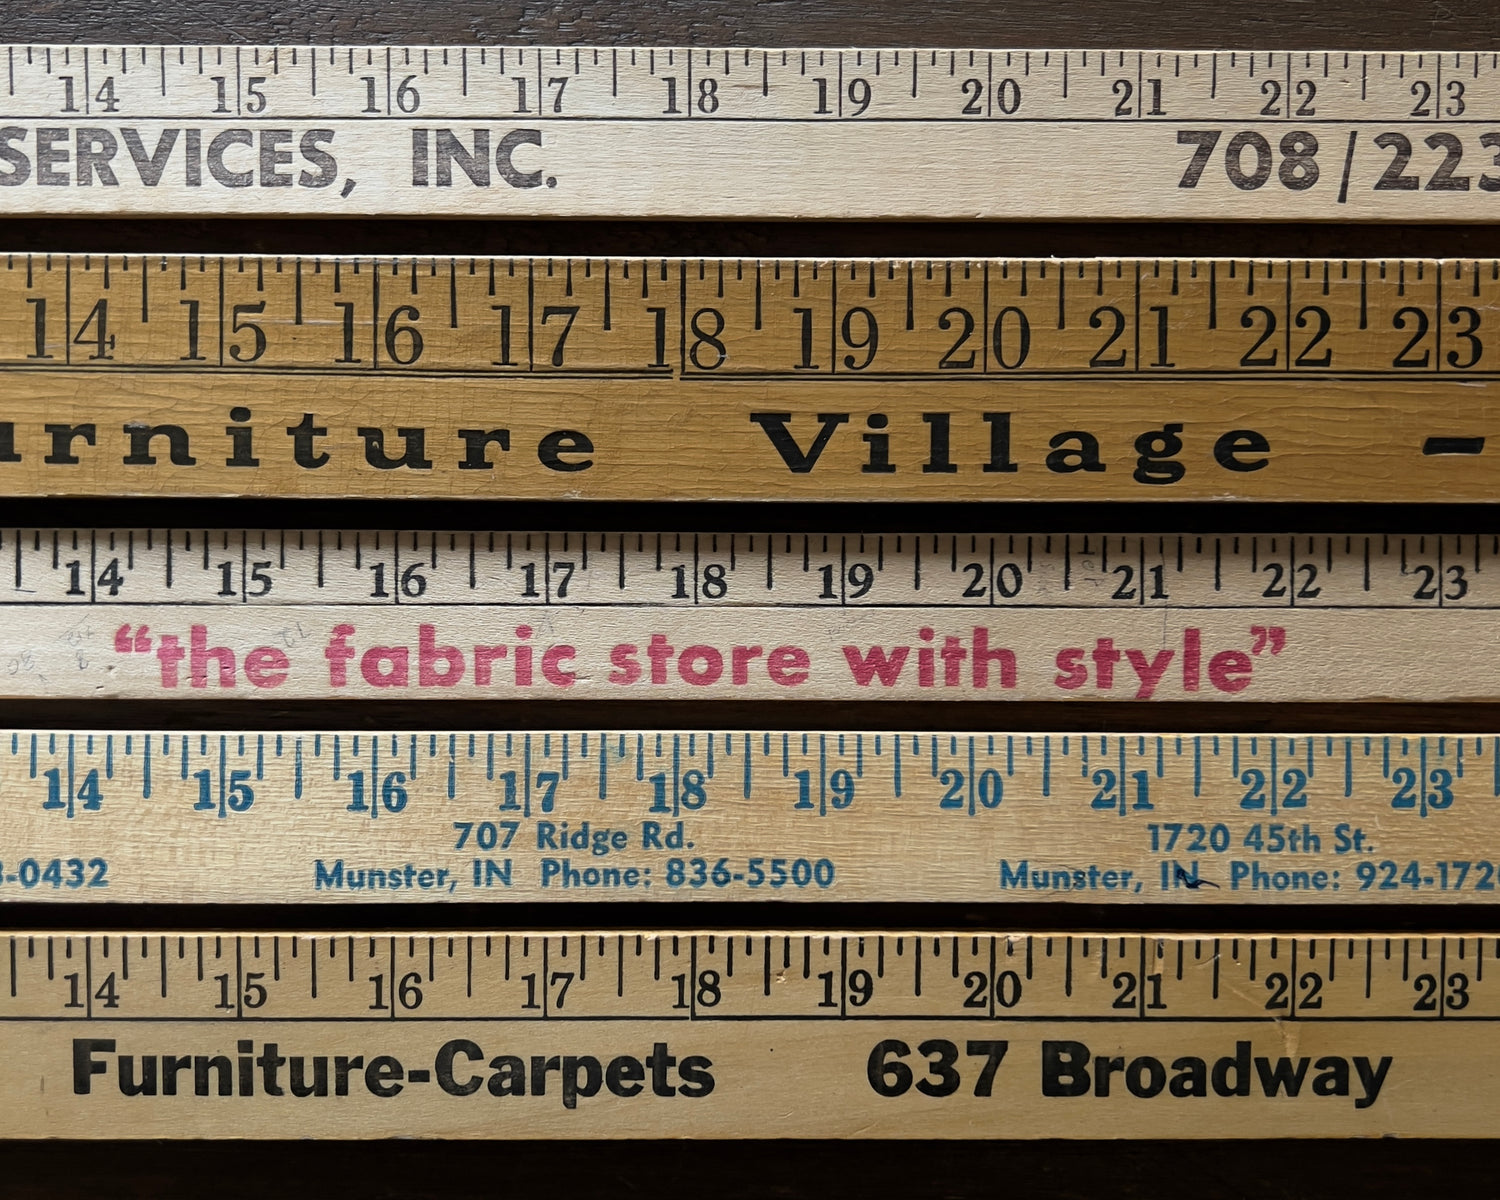 14 15 16 17 18 19 20 21 22 23
SERVICES, INC. 708/223
14 15 16 17 18 19 20 21 22 23
urniture Village -
14 15 16 17 18 19 20 21 22 23
“the fabric store with style”
14 15 16 17 18 19 20 21 22 23
707 Ridge Rd. 1720 45th St.
-0432 Munster, IN Phone: 836-5500 Munster, IN Phone: 924-172
14 15 16 17 18 19 20 21 22 23
Furniture-Carpets 637 Broadway